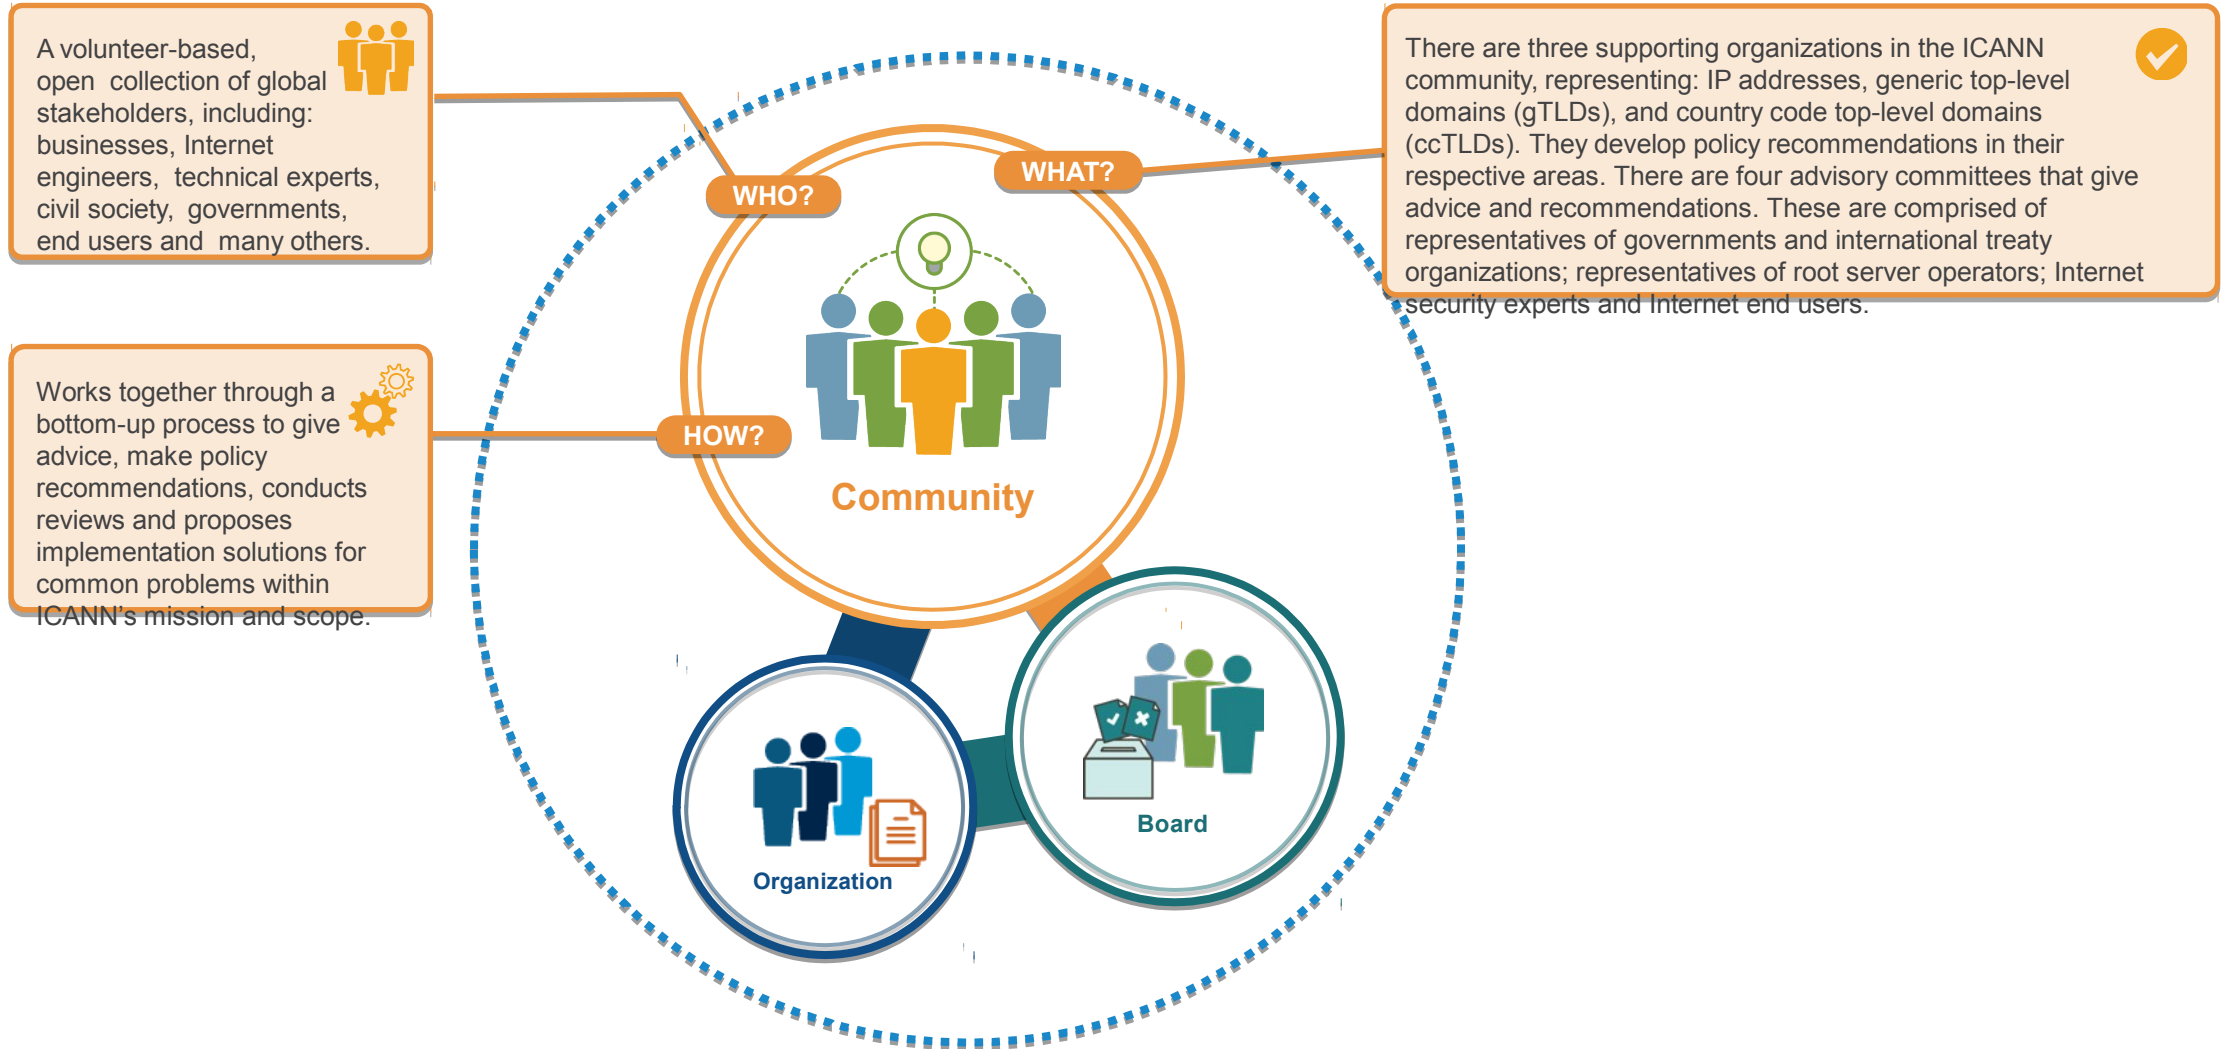 A volunteer-based,
open collection of global
stakeholders, including:
businesses, Internet
engineers, technical experts,
civil society, governments,
end users and many others.
There are three supporting organizations in the ICANN
community, representing: IP addresses, generic top-level
domains (gTLDs), and country code top-level domains
(ccTLDs). They develop policy recommendations in their
respective areas. There are four advisory committees that give
advice and recommendations. These are comprised of
representatives of governments and international treaty
organizations; representatives of root server operators; Internet
security experts and Internet end users.
WHO?
WHAT?
Works together through a
bottom-up process to give
advice, make policy
recommendations, conducts
reviews and proposes
implementation solutions for
common problems within
ICANN’s mission and scope.
HOW?
Community
Board
Organization